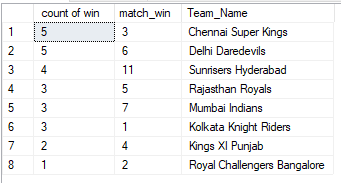 count of win match_win Team_Name
1 5 3 Chennai Super Kings
2 5 6 Delhi Daredevils
3 4 11 Sunrisers Hyderabad
4 3 5 Rajasthan Royals
5 3 7 Mumbai Indians
6 3 1 Kolkata Knight Riders
7 2 4 Kings XI Punjab
8 1 2 Royal Challengers Bangalore